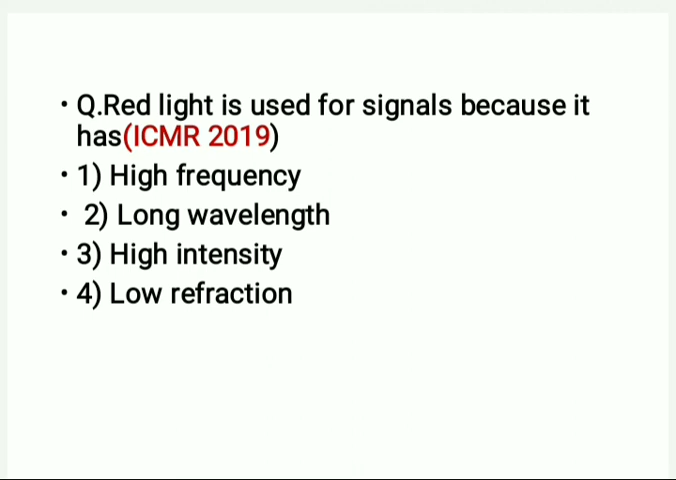 • Q.Red light is used for signals because it
has(ICMR 2019)
• 1) High frequency
• 2) Long wavelength
• 3) High intensity
• 4) Low refraction